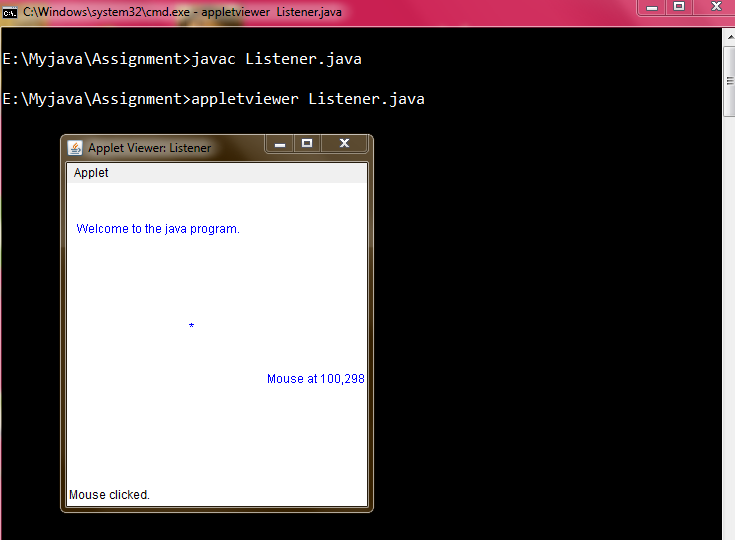 C:\Windows\system32\cmd.exe - appletviewer  Listener.java
E:\Myjava\Assignment>javac Listener.java
E:\Myjava\Assignment>appletviewer Listener.java
Applet Viewer: Listener
Applet
Welcome to the java program.
*
Mouse at 100,298
Mouse clicked.